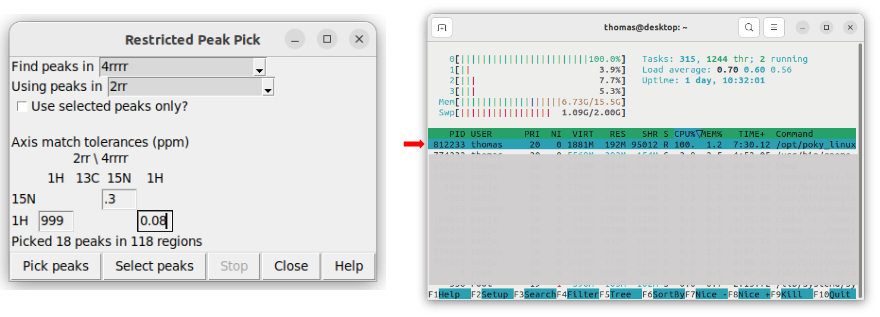 Restricted Peak Pick
Find peaks in 4rrrr
Using peaks in 2rr
Use selected peaks only?
Axis match tolerances (ppm)
2rr \ 4rrrr
1H 13C 15N 1H
15N .3
1H 999 0.08
Picked 18 peaks in 118 regions
Pick peaks Select peaks Stop Close Help
thomas@desktop: ~
0[||||||||||||||||||||||||100.0%] Tasks: 315, 1244 thr; 2 running
1[|| 3.9%] Load average: 0.70 0.60 0.56
2[||| 7.7%] Uptime: 1 day, 10:32:01
3[||| 5.3%]
Mem[||||||||||||||||||||6.73G/15.5G]
Swp[|||||||||||||||||| 1.09G/2.00G]
PID USER PRI NI VIRT RES SHR S CPU%▽MEM% TIME+ Command
812233 thomas 20 0 1881M 192M 95012 R 100. 1.2 7:30.12 /opt/poky_linux
F1Help F2Setup F3SearchF4FilterF5Tree F6SortByF7Nice -F8Nice +F9Kill F10Quit